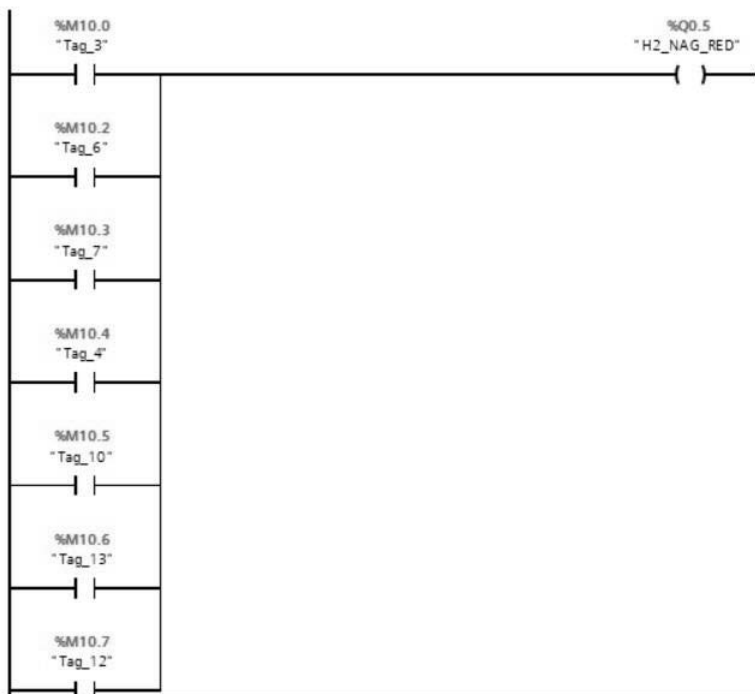 %M10.0
"Tag_3"
%Q0.5
"H2_NAG_RED"
%M10.2
"Tag_6"
%M10.3
"Tag_7"
%M10.4
"Tag_4"
%M10.5
"Tag_10"
%M10.6
"Tag_13"
%M10.7
"Tag_12"